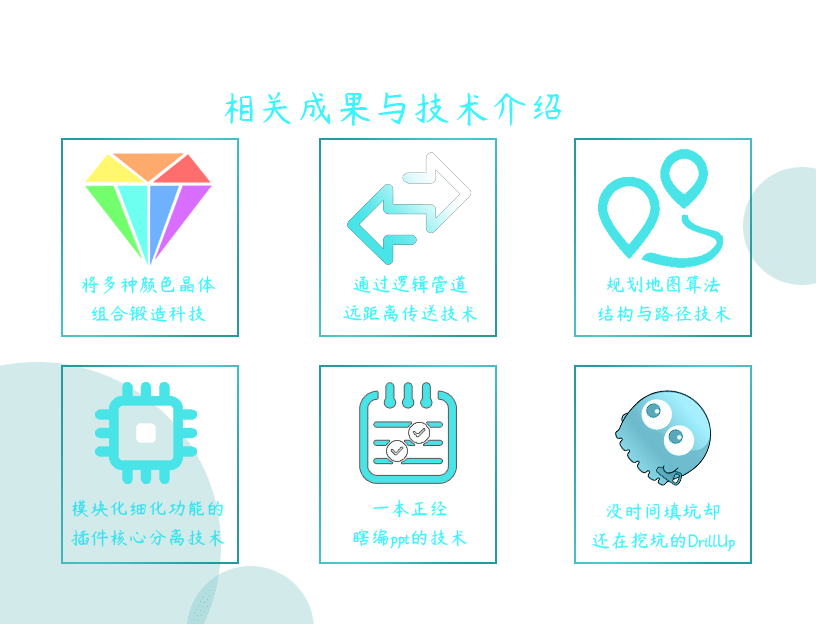 相关成果与技术介绍
将多种颜色晶体
组合锻造科技
通过逻辑管道
远距离传送技术
规划地图算法
结构与路径技术
模块化细化功能的
插件核心分离技术
一本正经
瞎编ppt的技术
没时间填坑却
还在挖坑的DrillUp